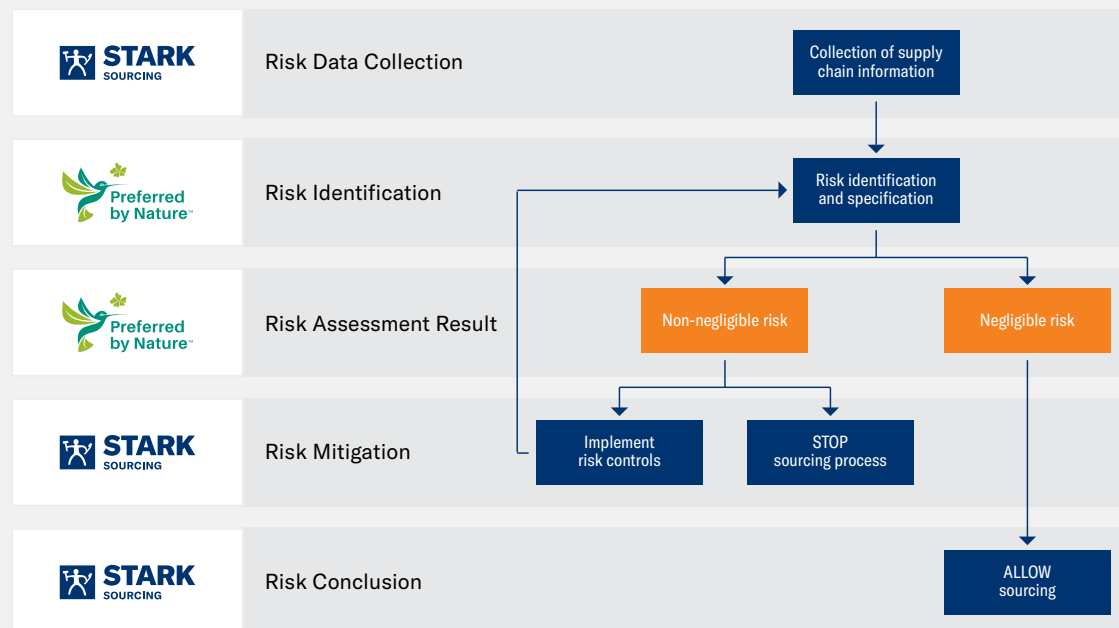 STARK
SOURCING
Risk Data Collection
Collection of supply
chain information
Preferred
by Nature™
Risk Identification
Risk identification
and specification
Preferred
by Nature™
Risk Assessment Result
Non-negligible risk
Negligible risk
STARK
SOURCING
Risk Mitigation
Implement
risk controls
STOP
sourcing process
STARK
SOURCING
Risk Conclusion
ALLOW
sourcing